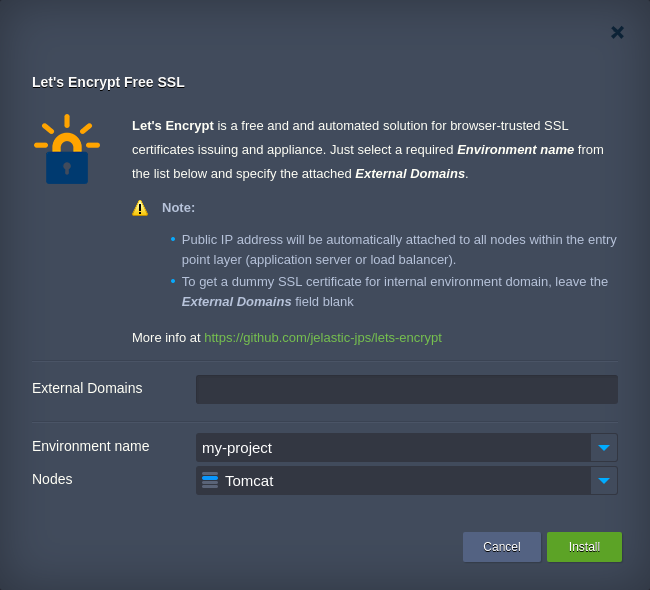 Let's Encrypt Free SSL
Let's Encrypt is a free and and automated solution for browser-trusted SSL
certificates issuing and appliance. Just select a required Environment name from
the list below and specify the attached External Domains.
Note:
• Public IP address will be automatically attached to all nodes within the entry
point layer (application server or load balancer).
• To get a dummy SSL certificate for internal environment domain, leave the
External Domains field blank
More info at https://github.com/jelastic-jps/lets-encrypt
External Domains
Environment name my-project
Nodes Tomcat
Cancel Install